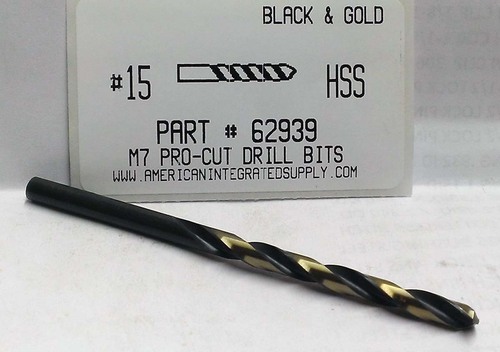 BLACK & GOLD
#15 HSS
PART # 62939
M7 PRO-CUT DRILL BITS
WWW.AMERICANINTEGRATEDSUPPLY.COM